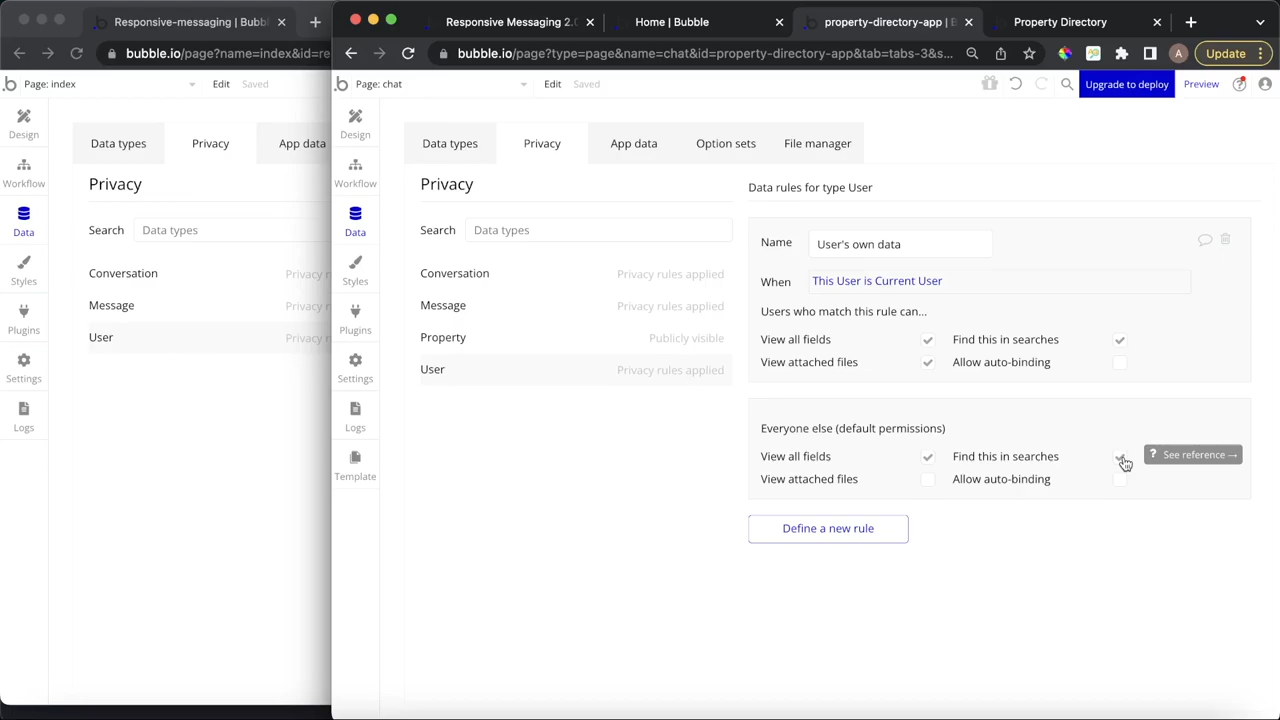 Responsive-messaging | Bubble
bubble.io/page?name=index&id=re
Page: index
Edit
Saved
Design
Workflow
Data
Styles
Plugins
Settings
Logs
Data types
Privacy
App data
Privacy
Search
Data types
Conversation
Privacy r
Message
Privacy r
User
Privacy r
Responsive Messaging 2.0
Home | Bubble
property-directory-app | B
Property Directory
bubble.io/page?type=page&name=chat&id=property-directory-app&tab=tabs-3&s...
A
Update
Page: chat
Edit
Saved
Upgrade to deploy
Preview
Design
Workflow
Data
Styles
Plugins
Settings
Logs
Template
Data types
Privacy
App data
Option sets
File manager
Privacy
Search
Data types
Conversation
Privacy rules applied
Message
Privacy rules applied
Property
Publicly visible
User
Privacy rules applied
Data rules for type User
Name
User's own data
When
This User is Current User
Users who match this rule can...
View all fields
Find this in searches
View attached files
Allow auto-binding
Everyone else (default permissions)
View all fields
Find this in searches
? See reference →
View attached files
Allow auto-binding
Define a new rule